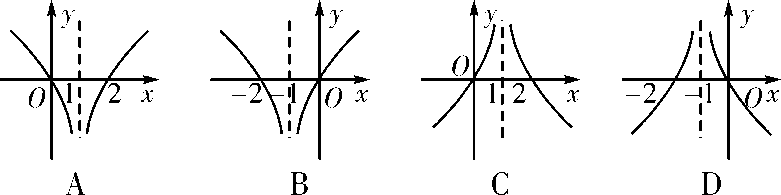 y y y y
O 1 2 x −2 −1 O x O 1 2 x −2 −1 O x
A B C D